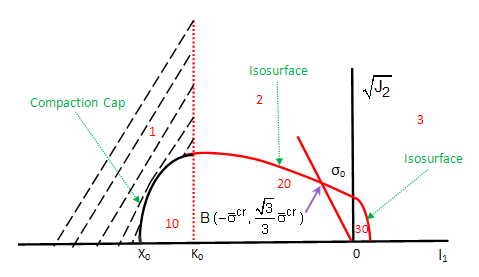 Isosurface
√J₂
2
Compaction Cap
3
1
Isosurface
σ₀
20
10
B (−σ̄ᶜʳ, √3/3 σ̄ᶜʳ)
30
X₀
K₀
0
I₁